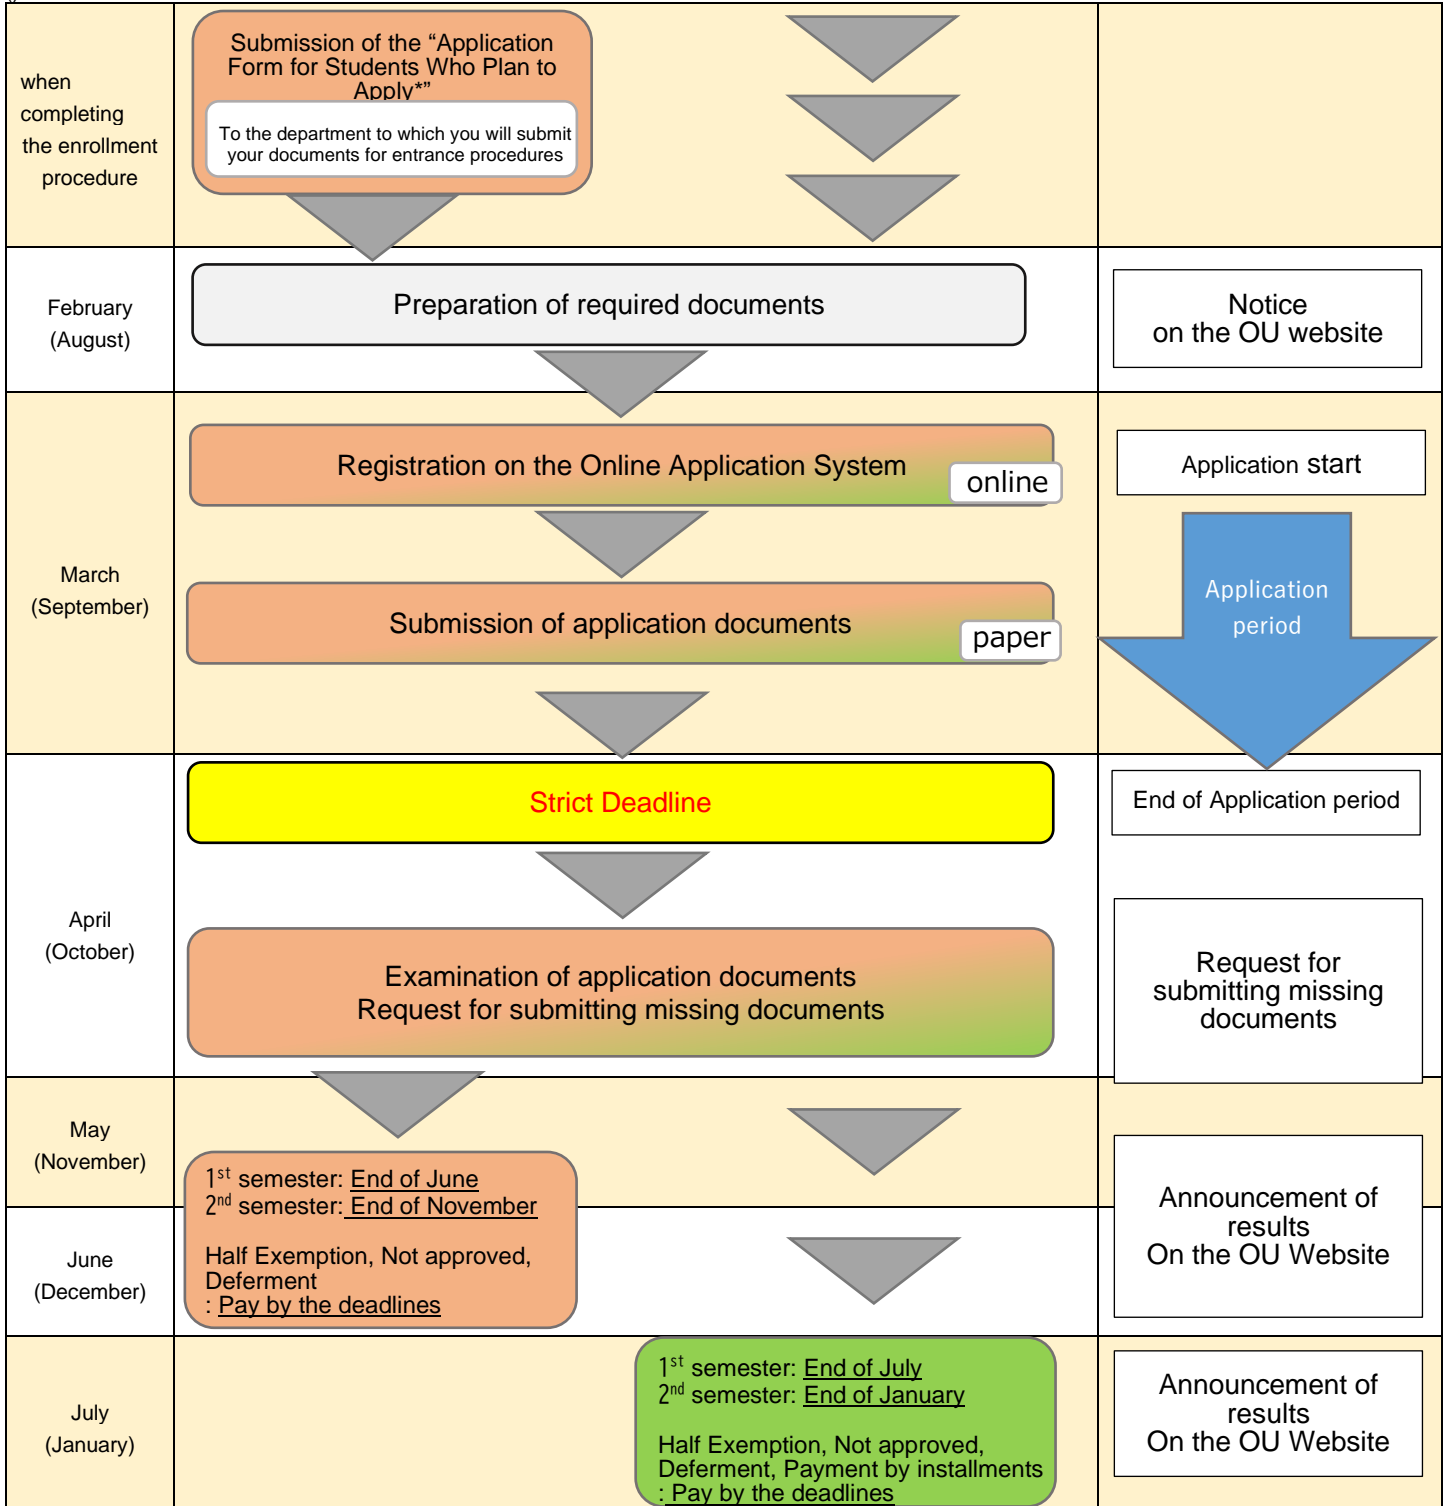 when
completing
the enrollment
procedure
Submission of the “Application
Form for Students Who Plan to
Apply*”
To the department to which you will submit
your documents for entrance procedures
February
(August)
Preparation of required documents
Notice
on the OU website
March
(September)
Registration on the Online Application System
online
Submission of application documents
paper
Application start
Application
period
April
(October)
Strict Deadline
Examination of application documents
Request for submitting missing documents
End of Application period
Request for
submitting missing
documents
May
(November)
1st semester: End of June
2nd semester: End of November
Half Exemption, Not approved,
Deferment
: Pay by the deadlines
Announcement of
results
On the OU Website
June
(December)
July
(January)
1st semester: End of July
2nd semester: End of January
Half Exemption, Not approved,
Deferment, Payment by installments
: Pay by the deadlines
Announcement of
results
On the OU Website